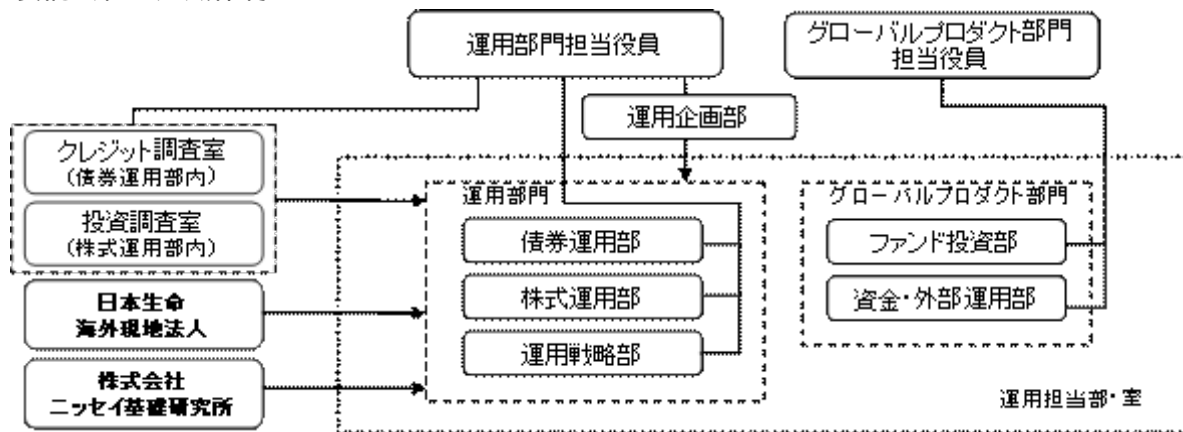 運用部門担当役員
グローバルプロダクト部門
担当役員
運用企画部
クレジット調査室
（債券運用部内）
投資調査室
（株式運用部内）
日本生命
海外現地法人
株式会社
ニッセイ基礎研究所
運用部門
債券運用部
株式運用部
運用戦略部
グローバルプロダクト部門
ファンド投資部
資金・外部運用部
運用担当部・室